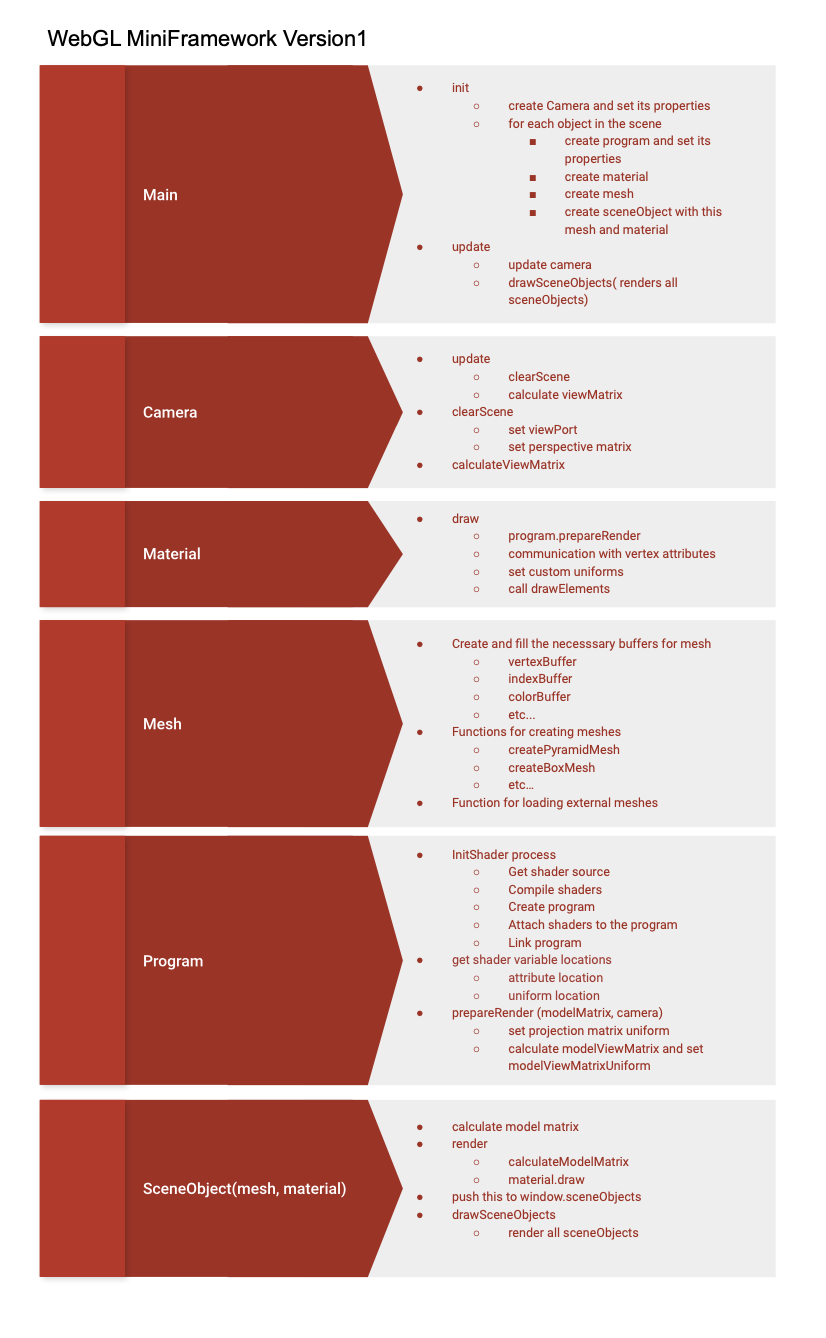 WebGL MiniFramework Version1
Main
● init
○ create Camera and set its properties
○ for each object in the scene
■ create program and set its
properties
■ create material
■ create mesh
■ create sceneObject with this
mesh and material
● update
○ update camera
○ drawSceneObjects( renders all
sceneObjects)
Camera
● update
○ clearScene
○ calculate viewMatrix
● clearScene
○ set viewPort
○ set perspective matrix
● calculateViewMatrix
Material
● draw
○ program.prepareRender
○ communication with vertex attributes
○ set custom uniforms
○ call drawElements
Mesh
● Create and fill the necesssary buffers for mesh
○ vertexBuffer
○ indexBuffer
○ colorBuffer
○ etc...
● Functions for creating meshes
○ createPyramidMesh
○ createBoxMesh
○ etc…
● Function for loading external meshes
Program
● InitShader process
○ Get shader source
○ Compile shaders
○ Create program
○ Attach shaders to the program
○ Link program
● get shader variable locations
○ attribute location
○ uniform location
● prepareRender (modelMatrix, camera)
○ set projection matrix uniform
○ calculate modelViewMatrix and set
modelViewMatrixUniform
SceneObject(mesh, material)
● calculate model matrix
● render
○ calculateModelMatrix
○ material.draw
● push this to window.sceneObjects
● drawSceneObjects
○ render all sceneObjects